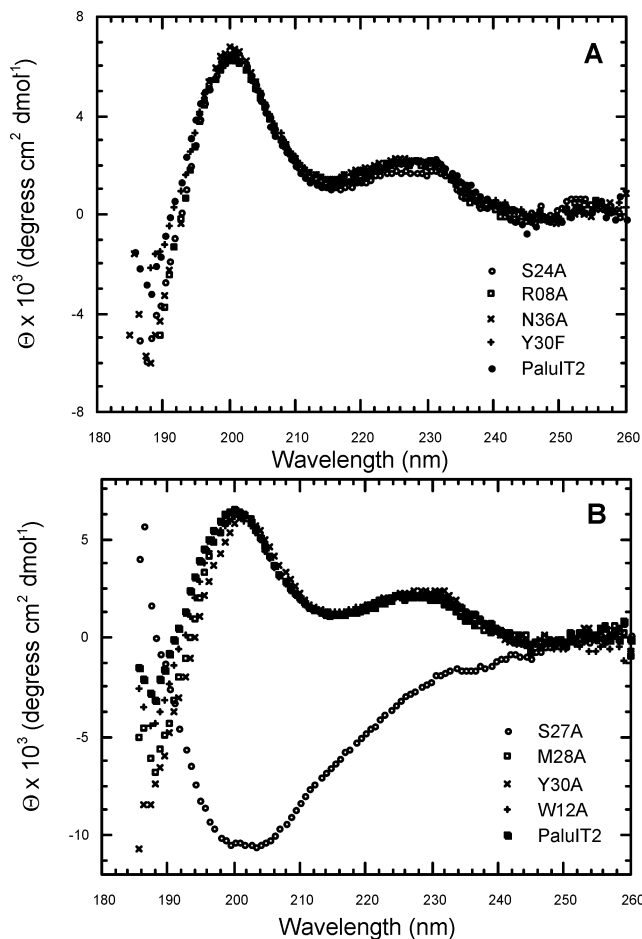 A
8
4
0
-4
-8
Θ x 10³ (degress cm² dmol⁻¹)
S24A
R08A
N36A
Y30F
PaluIT2
180 190 200 210 220 230 240 250 260
Wavelength (nm)
B
5
0
-5
-10
Θ x 10³ (degress cm² dmol⁻¹)
S27A
M28A
Y30A
W12A
PaluIT2
180 190 200 210 220 230 240 250 260
Wavelength (nm)